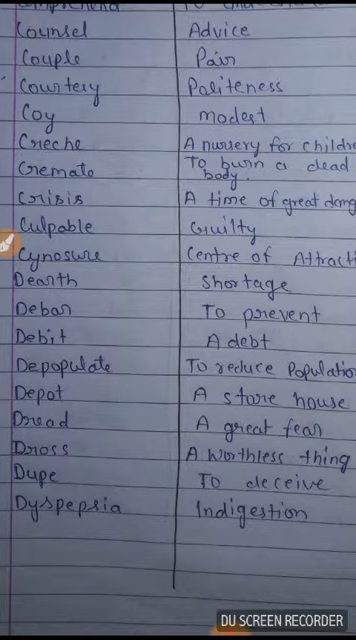 Counsel Advice
Couple Pair
Courtery Politeness
Coy Modest
Creche A nursery for childre
Cremate To burn a dead body.
Crisis A time of great dang
Culpable Guilty
Cynosure Centre of Attracti
Dearth Shortage
Debar To prevent
Debit A debt
Depopulate To reduce Population
Depot A store house
Dread A great fear
Dross A worthless thing
Dupe To deceive
Dyspepsia Indigestion
DU SCREEN RECORDER